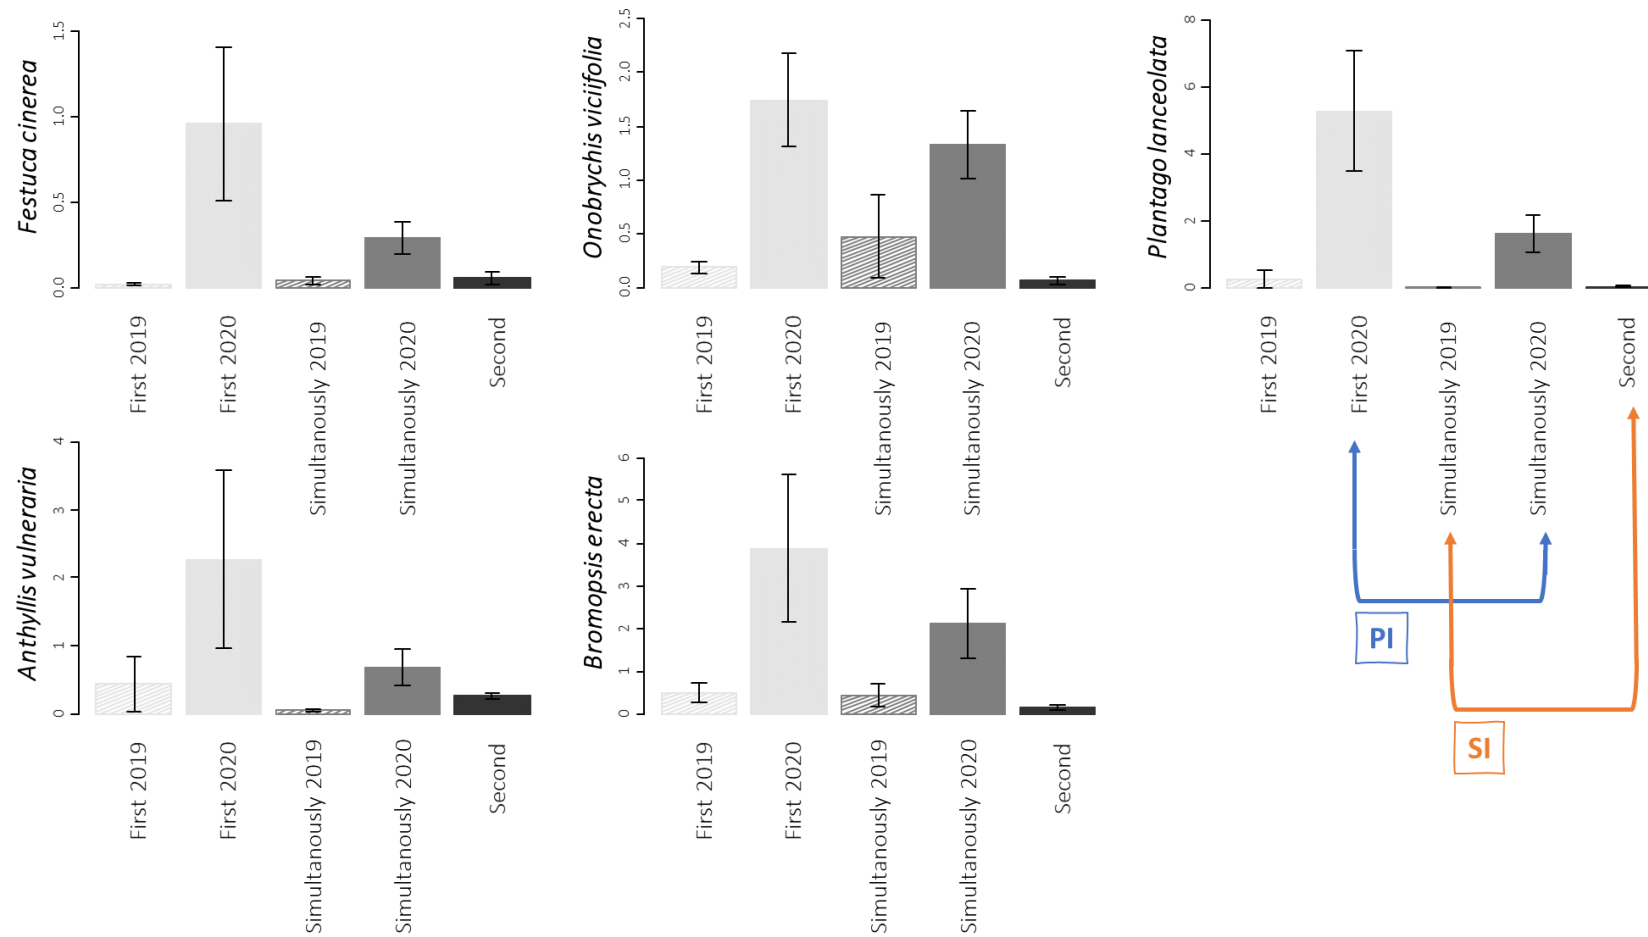 Festuca cinerea
1.5
1.0
0.5
0.0
First 2019
First 2020
Simultanously 2019
Simultanously 2020
Second
Onobrychis viciifolia
2.5
2.0
1.5
1.0
0.5
0.0
First 2019
First 2020
Simultanously 2019
Simultanously 2020
Second
Plantago lanceolata
8
6
4
2
0
First 2019
First 2020
Simultanously 2019
Simultanously 2020
Second
Anthyllis vulneraria
4
3
2
1
0
First 2019
First 2020
Simultanously 2019
Simultanously 2020
Second
Bromopsis erecta
6
5
4
3
2
1
0
First 2019
First 2020
Simultanously 2019
Simultanously 2020
Second
PI
SI